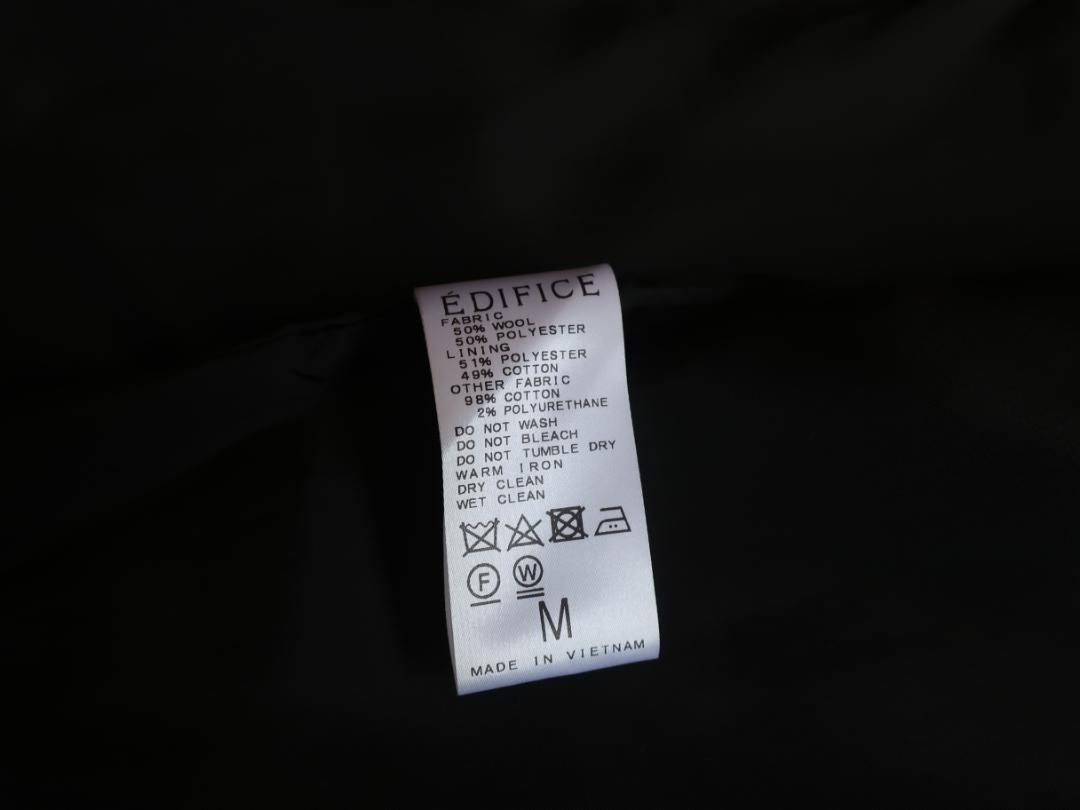 ÉDIFICE
FABRIC
50% WOOL
50% POLYESTER
LINING
51% POLYESTER
49% COTTON
OTHER FABRIC
98% COTTON
2% POLYURETHANE
DO NOT WASH
DO NOT BLEACH
DO NOT TUMBLE DRY
WARM IRON
DRY CLEAN
WET CLEAN
F W
M
MADE IN VIETNAM